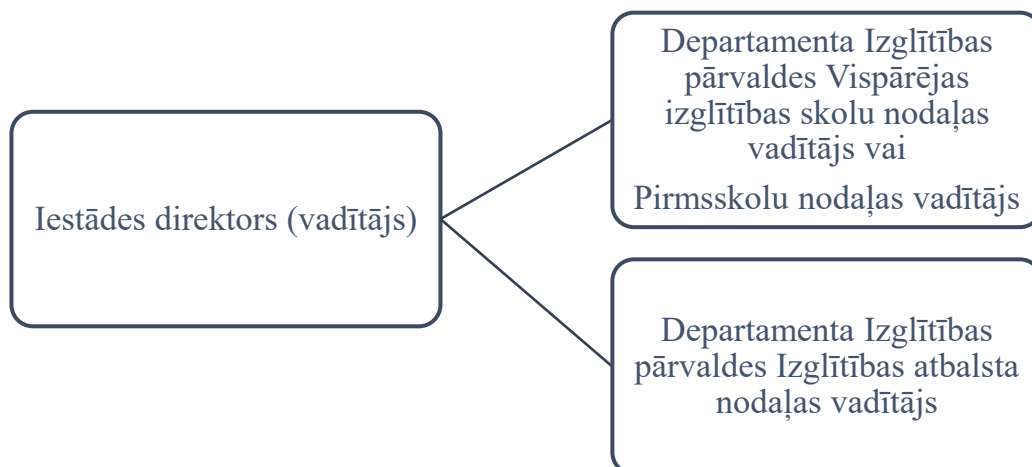 Iestādes direktors (vadītājs)
Departamenta Izglītības
pārvaldes Vispārējas
izglītības skolu nodaļas
vadītājs vai
Pirmsskolu nodaļas vadītājs
Departamenta Izglītības
pārvaldes Izglītības atbalsta
nodaļas vadītājs